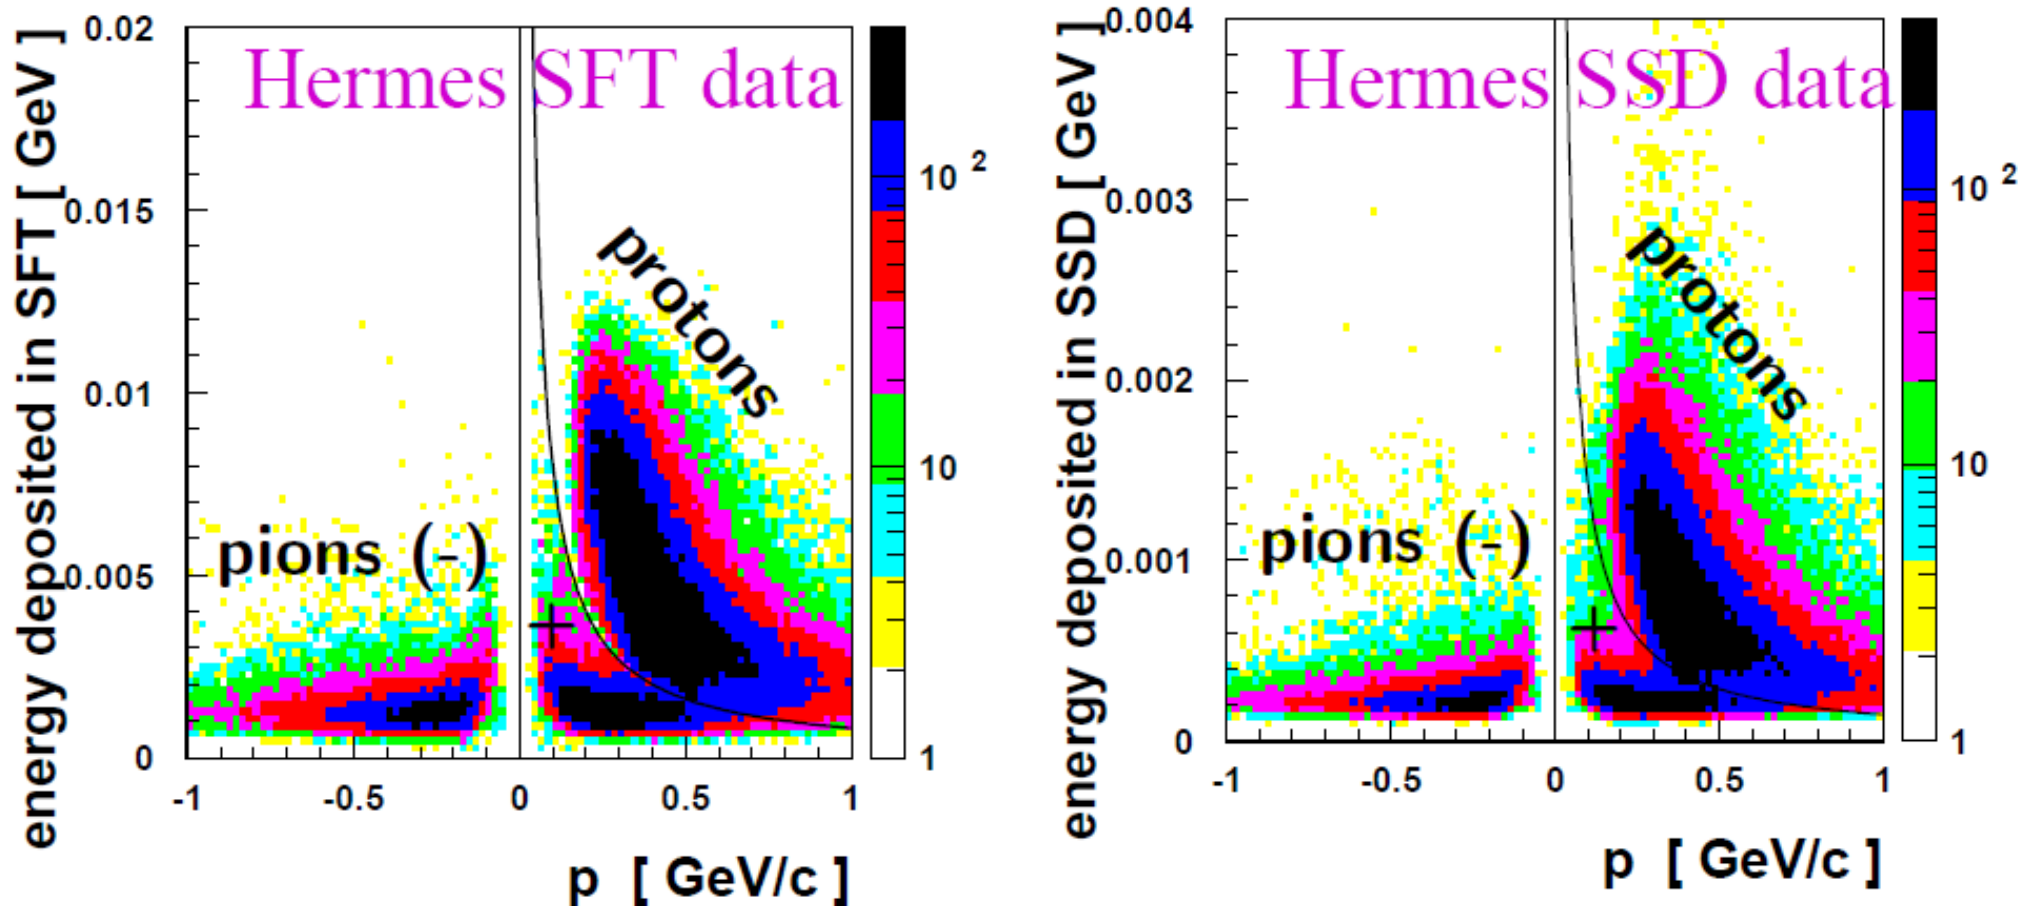 energy deposited in SFT [ GeV ]
Hermes SFT data
0.02
0.015
0.01
0.005
0
protons
pions (-)
+
-1
-0.5
0
0.5
1
p [ GeV/c ]
10 2
10
1
energy deposited in SSD [ GeV ]
Hermes SSD data
0.004
0.003
0.002
0.001
0
protons
pions (-)
+
-1
-0.5
0
0.5
1
p [ GeV/c ]
10 2
10
1